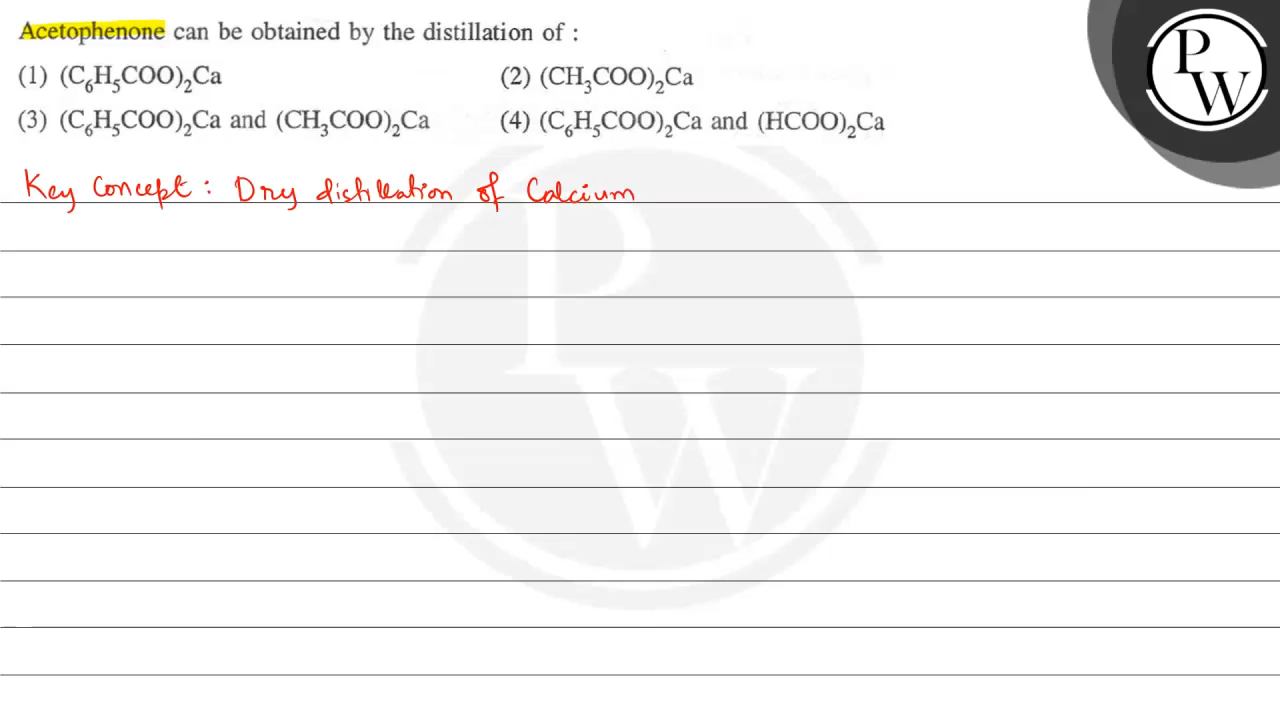 Acetophenone can be obtained by the distillation of :
(1) (C₆H₅COO)₂Ca (2) (CH₃COO)₂Ca
(3) (C₆H₅COO)₂Ca and (CH₃COO)₂Ca (4) (C₆H₅COO)₂Ca and (HCOO)₂Ca
Key Concept : Dry distillation of Calcium
P
W
P
W